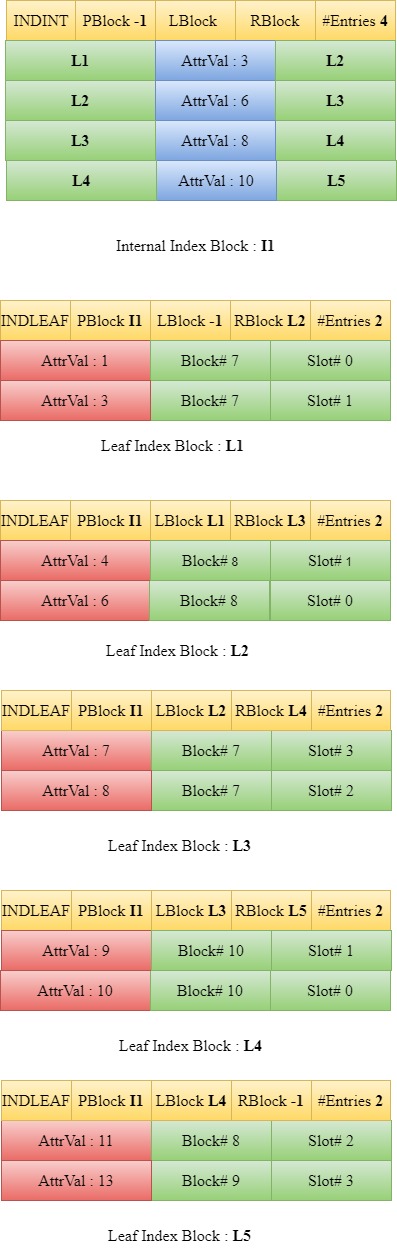 INDINT PBlock -1 LBlock RBlock #Entries 4
L1 AttrVal : 3 L2
L2 AttrVal : 6 L3
L3 AttrVal : 8 L4
L4 AttrVal : 10 L5
Internal Index Block : I1
INDLEAF PBlock I1 LBlock -1 RBlock L2 #Entries 2
AttrVal : 1 Block# 7 Slot# 0
AttrVal : 3 Block# 7 Slot# 1
Leaf Index Block : L1
INDLEAF PBlock I1 LBlock L1 RBlock L3 #Entries 2
AttrVal : 4 Block# 8 Slot# 1
AttrVal : 6 Block# 8 Slot# 0
Leaf Index Block : L2
INDLEAF PBlock I1 LBlock L2 RBlock L4 #Entries 2
AttrVal : 7 Block# 7 Slot# 3
AttrVal : 8 Block# 7 Slot# 2
Leaf Index Block : L3
INDLEAF PBlock I1 LBlock L3 RBlock L5 #Entries 2
AttrVal : 9 Block# 10 Slot# 1
AttrVal : 10 Block# 10 Slot# 0
Leaf Index Block : L4
INDLEAF PBlock I1 LBlock L4 RBlock -1 #Entries 2
AttrVal : 11 Block# 8 Slot# 2
AttrVal : 13 Block# 9 Slot# 3
Leaf Index Block : L5